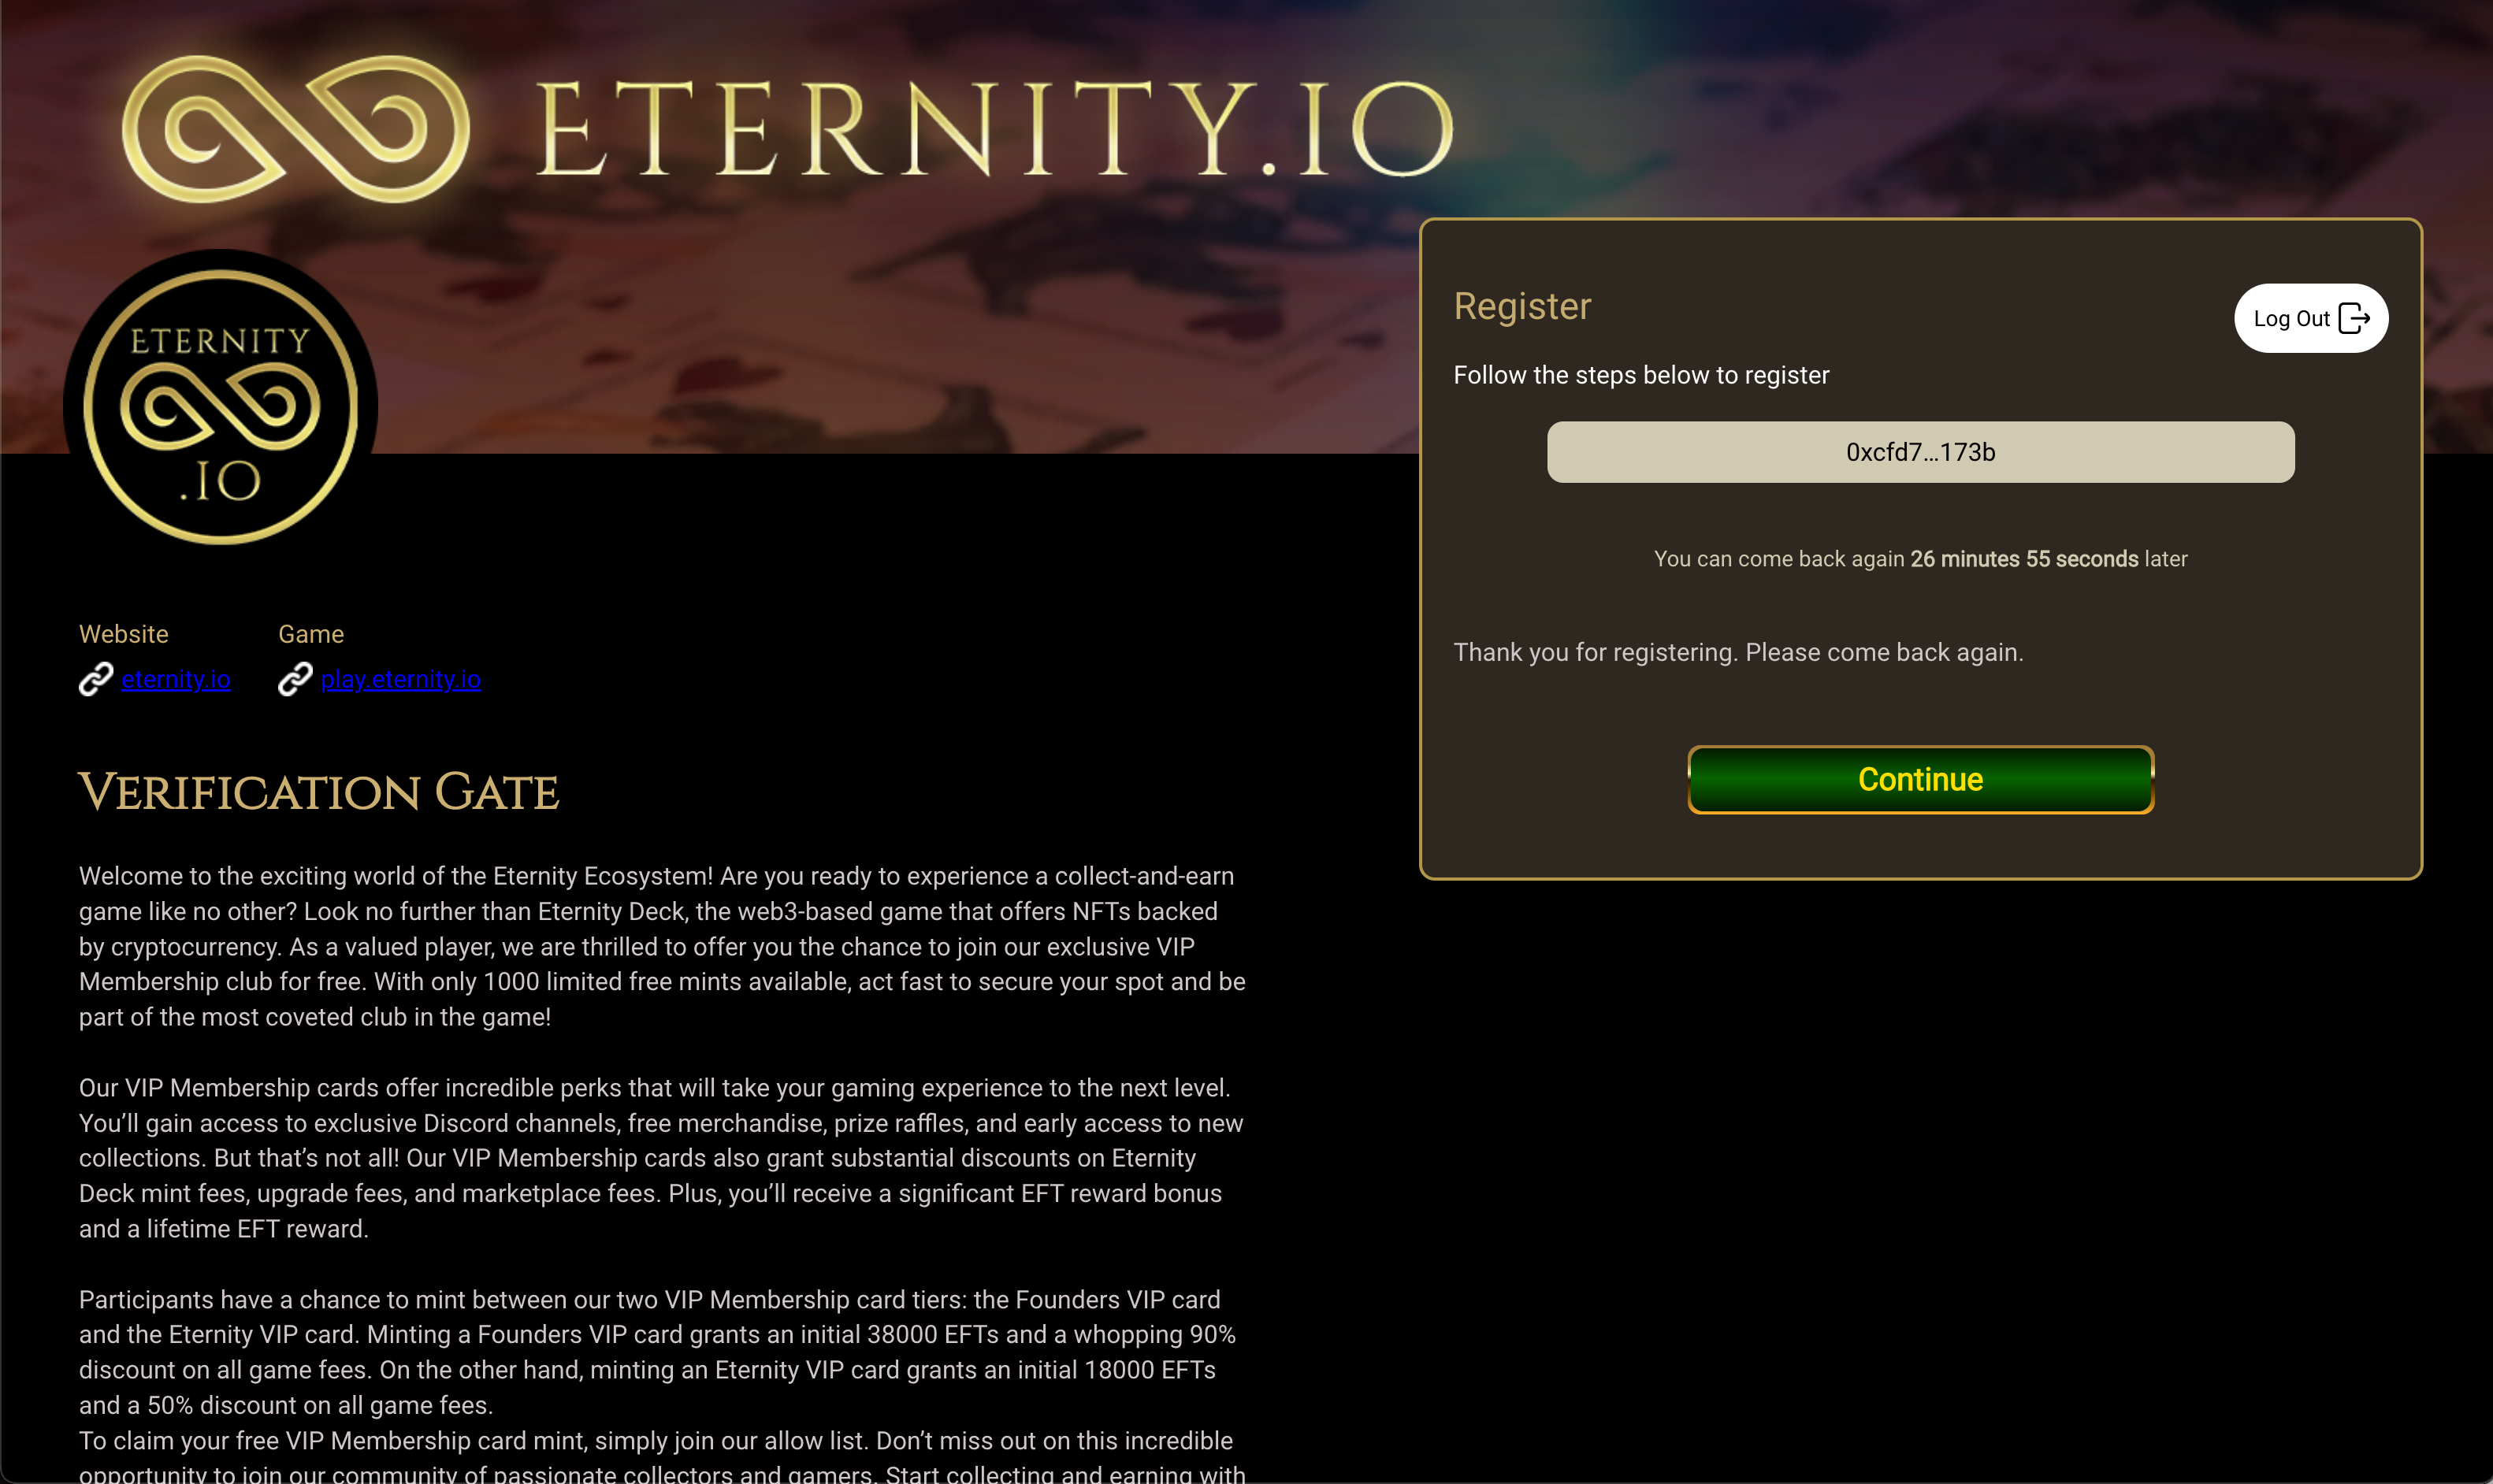 ETERNITY.IO
ETERNITY
.IO
Register
Log Out
Follow the steps below to register
0xcfd7...173b
You can come back again 26 minutes 55 seconds later
Thank you for registering. Please come back again.
Continue
Website
Game
eternity.io
play.eternity.io
Verification Gate
Welcome to the exciting world of the Eternity Ecosystem! Are you ready to experience a collect-and-earn
game like no other? Look no further than Eternity Deck, the web3-based game that offers NFTs backed
by cryptocurrency. As a valued player, we are thrilled to offer you the chance to join our exclusive VIP
Membership club for free. With only 1000 limited free mints available, act fast to secure your spot and be
part of the most coveted club in the game!
Our VIP Membership cards offer incredible perks that will take your gaming experience to the next level.
You’ll gain access to exclusive Discord channels, free merchandise, prize raffles, and early access to new
collections. But that’s not all! Our VIP Membership cards also grant substantial discounts on Eternity
Deck mint fees, upgrade fees, and marketplace fees. Plus, you’ll receive a significant EFT reward bonus
and a lifetime EFT reward.
Participants have a chance to mint between our two VIP Membership card tiers: the Founders VIP card
and the Eternity VIP card. Minting a Founders VIP card grants an initial 38000 EFTs and a whopping 90%
discount on all game fees. On the other hand, minting an Eternity VIP card grants an initial 18000 EFTs
and a 50% discount on all game fees.
To claim your free VIP Membership card mint, simply join our allow list. Don’t miss out on this incredible
opportunity to join our community of passionate collectors and gamers. Start collecting and earning with